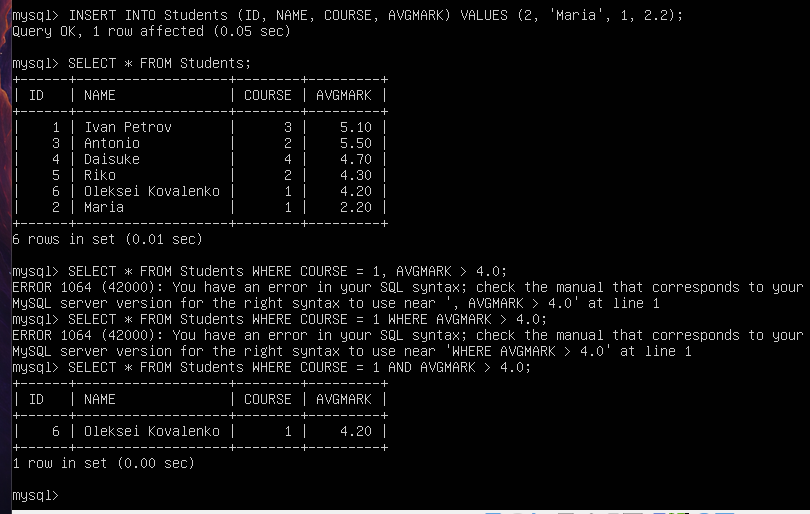 mysql> INSERT INTO Students (ID, NAME, COURSE, AVGMARK) VALUES (2, 'Maria', 1, 2.2);
Query OK, 1 row affected (0.05 sec)

mysql> SELECT * FROM Students;
+------+------------------+--------+---------+
| ID   | NAME             | COURSE | AVGMARK |
+------+------------------+--------+---------+
|    1 | Ivan Petrov      |      3 |    5.10 |
|    3 | Antonio          |      2 |    5.50 |
|    4 | Daisuke          |      4 |    4.70 |
|    5 | Riko             |      2 |    4.30 |
|    6 | Oleksei Kovalenko |      1 |    4.20 |
|    2 | Maria            |      1 |    2.20 |
+------+------------------+--------+---------+
6 rows in set (0.01 sec)

mysql> SELECT * FROM Students WHERE COURSE = 1, AVGMARK > 4.0;
ERROR 1064 (42000): You have an error in your SQL syntax; check the manual that corresponds to your
MySQL server version for the right syntax to use near ', AVGMARK > 4.0' at line 1
mysql> SELECT * FROM Students WHERE COURSE = 1 WHERE AVGMARK > 4.0;
ERROR 1064 (42000): You have an error in your SQL syntax; check the manual that corresponds to your
MySQL server version for the right syntax to use near 'WHERE AVGMARK > 4.0' at line 1
mysql> SELECT * FROM Students WHERE COURSE = 1 AND AVGMARK > 4.0;
+------+------------------+--------+---------+
| ID   | NAME             | COURSE | AVGMARK |
+------+------------------+--------+---------+
|    6 | Oleksei Kovalenko |      1 |    4.20 |
+------+------------------+--------+---------+
1 row in set (0.00 sec)

mysql>